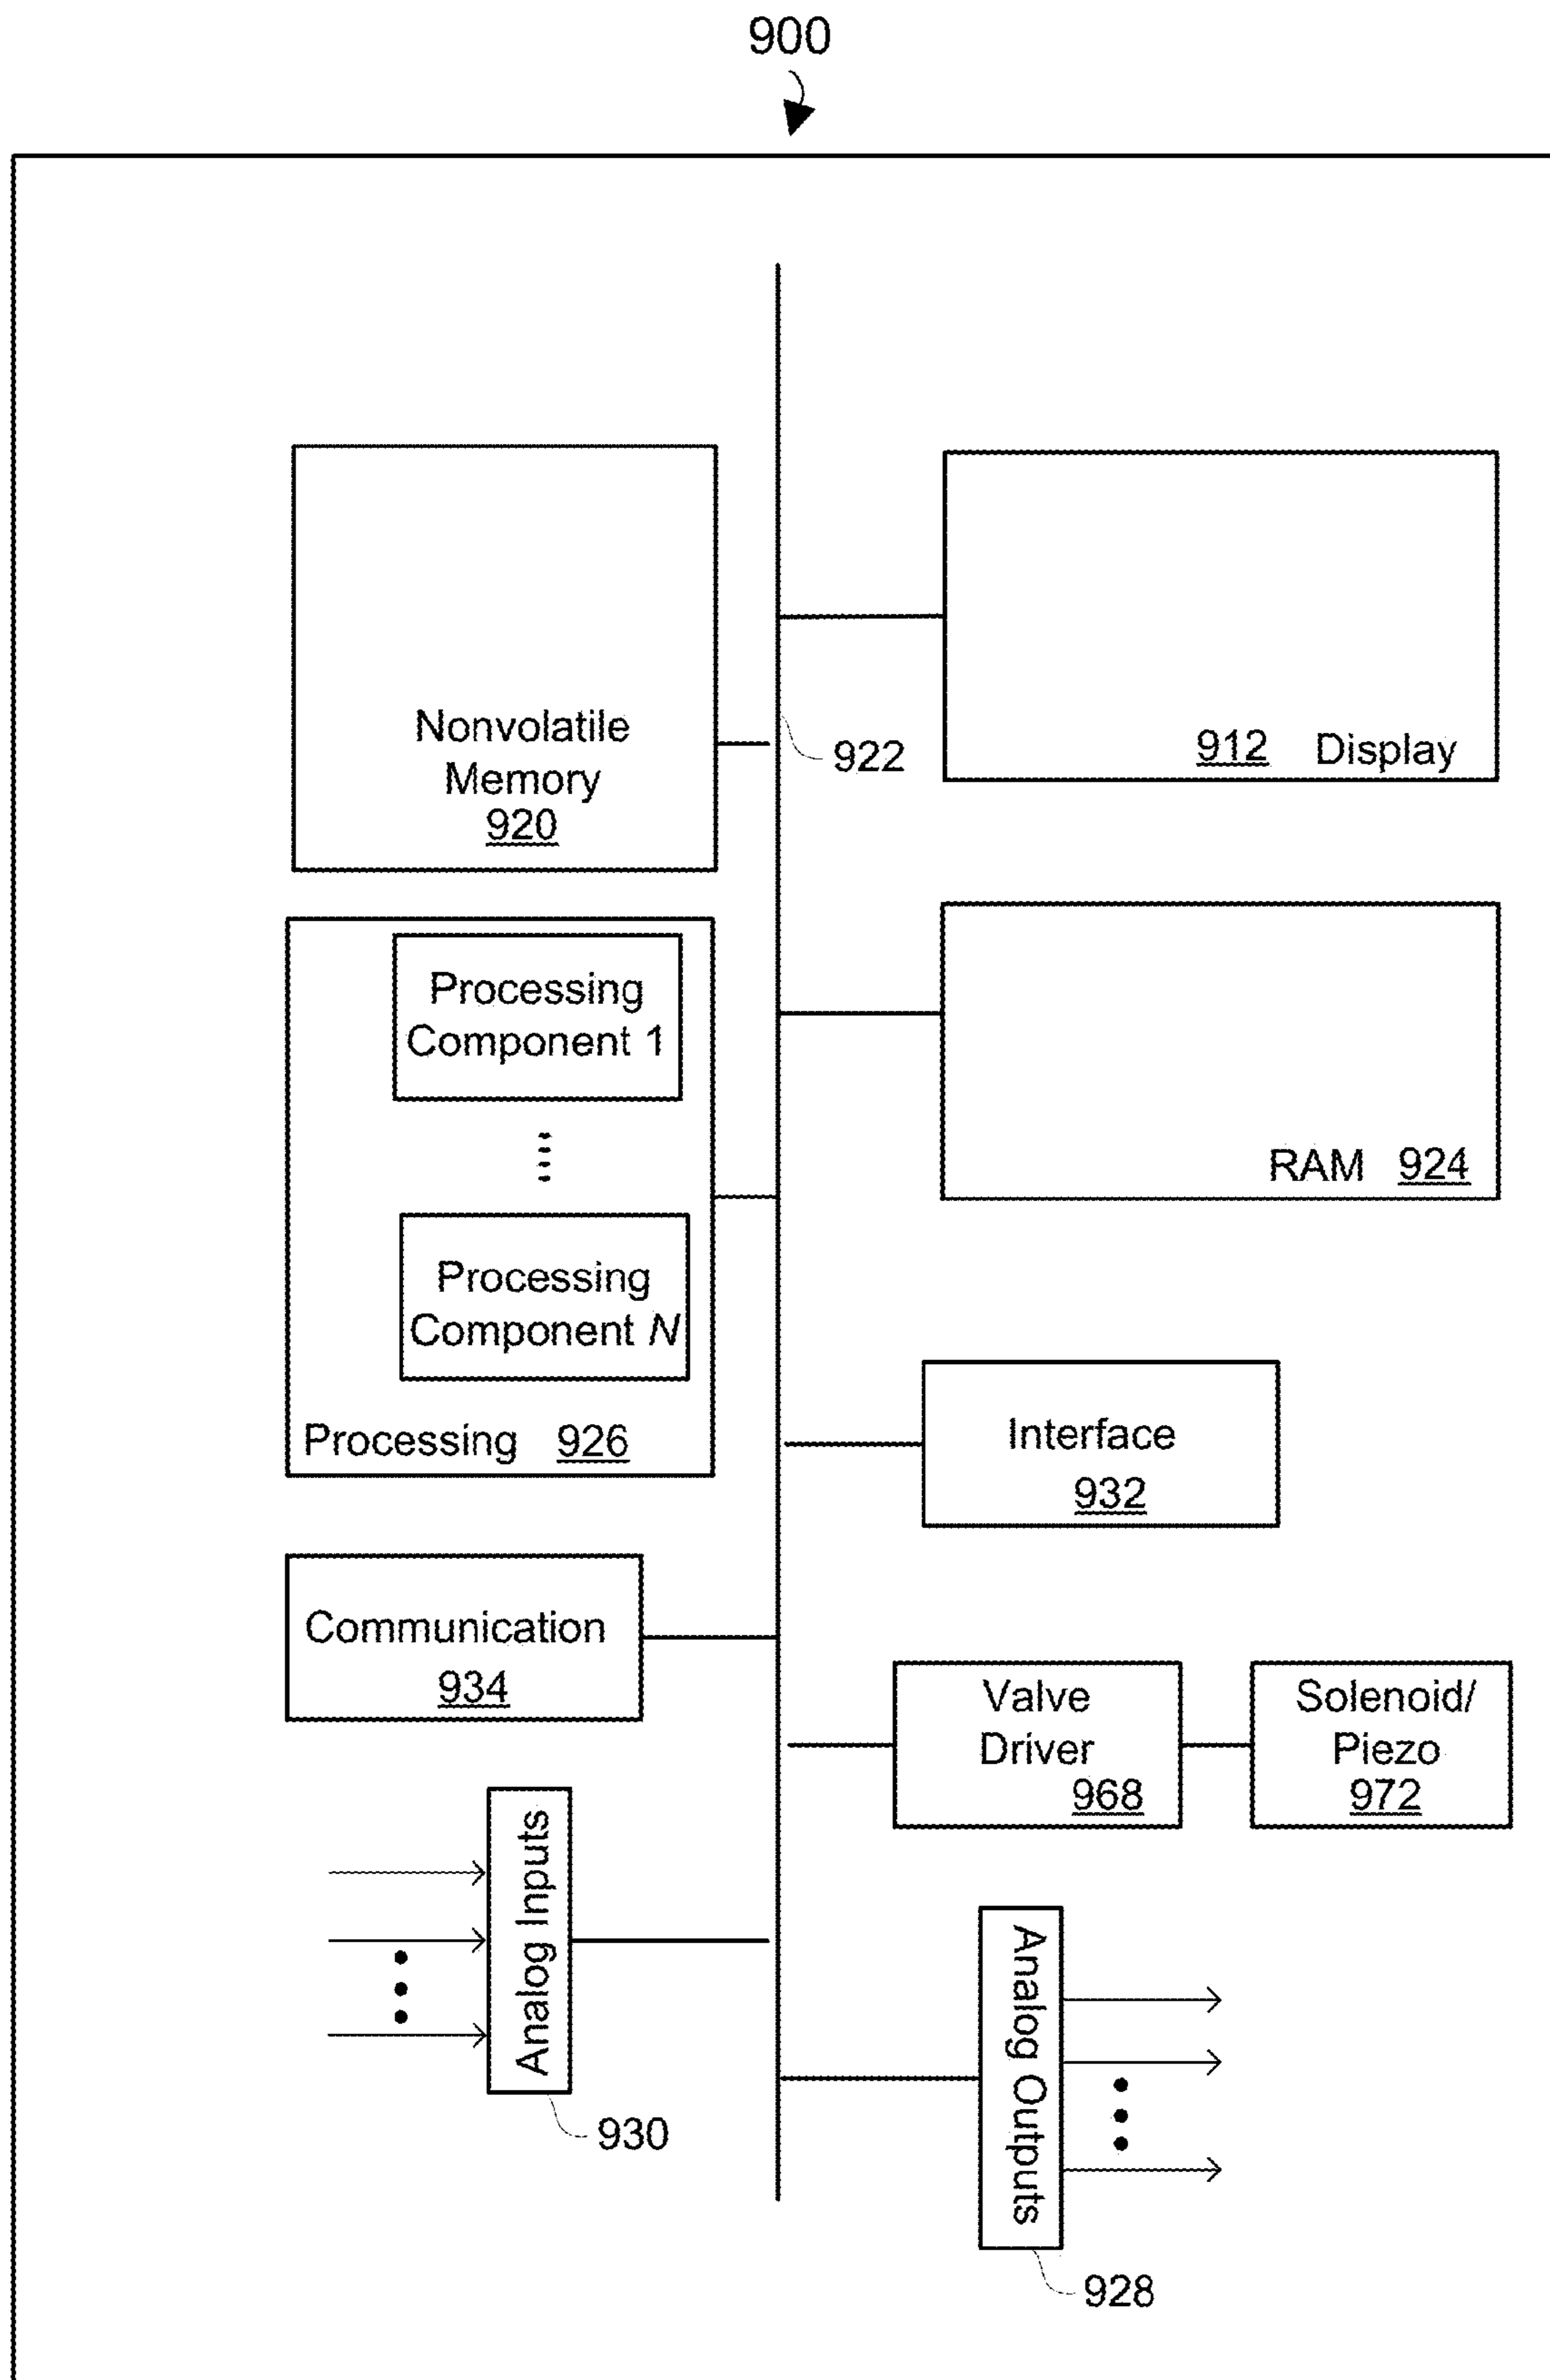 900
Nonvolatile
Memory
920
922
912 Display
Processing
Component 1
Processing
Component N
Processing 926
RAM 924
Interface
932
Communication
934
Valve
Driver
968
Solenoid/
Piezo
972
Analog Inputs
930
Analog Outputs
928